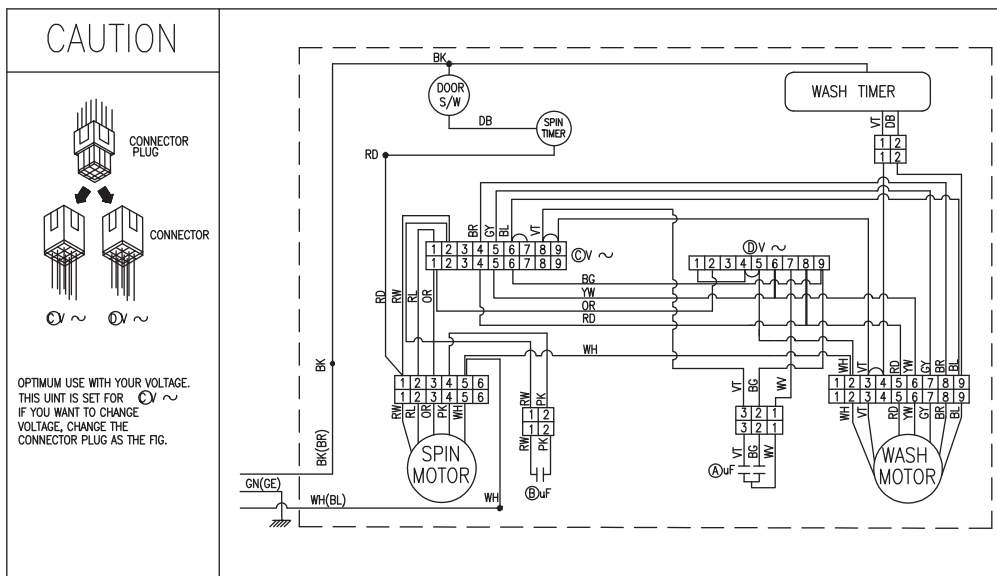 CAUTION
CONNECTOR
PLUG
CONNECTOR
ⒸV ~ ⒹV ~
OPTIMUM USE WITH YOUR VOLTAGE.
THIS UINT IS SET FOR ⒸV ~
IF YOU WANT TO CHANGE
VOLTAGE, CHANGE THE
CONNECTOR PLUG AS THE FIG.
BK
DOOR
S/W
DB
SPIN
TIMER
RD
WASH TIMER
VT DB
1 2
1 2
BR GY BL VT
1 2 3 4 5 6 7 8 9
1 2 3 4 5 6 7 8 9
ⒸV ~
ⒹV ~
1 2 3 4 5 6 7 8 9
BG
YW
OR
RD
RD RW RL OR
WH
BK
1 2 3 4 5 6
1 2 3 4 5 6
RW RL OR PK WH
SPIN
MOTOR
RW PK
1 2
1 2
RW PK
ⒷuF
VT BG WV
3 2 1
3 2 1
VT BG WV
ⒶuF
WH VT RD YW GY BR BL
1 2 3 4 5 6 7 8 9
1 2 3 4 5 6 7 8 9
WH VT RD YW GY BR BL
WASH
MOTOR
BK(BR)
GN(GE)
WH(BL)
WH